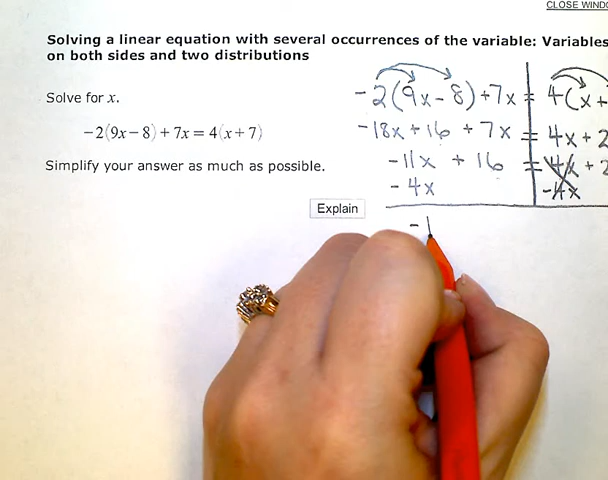 CLOSE WINDO
Solving a linear equation with several occurrences of the variable: Variables
on both sides and two distributions
Solve for x.
−2(9x−8)+7x=4(x+7)
Simplify your answer as much as possible.
Explain
-2(9x-8)+7x = 4(x+
-18x+16+7x = 4x+2
-11x+16 = 4x+2
-4x -4x
-1